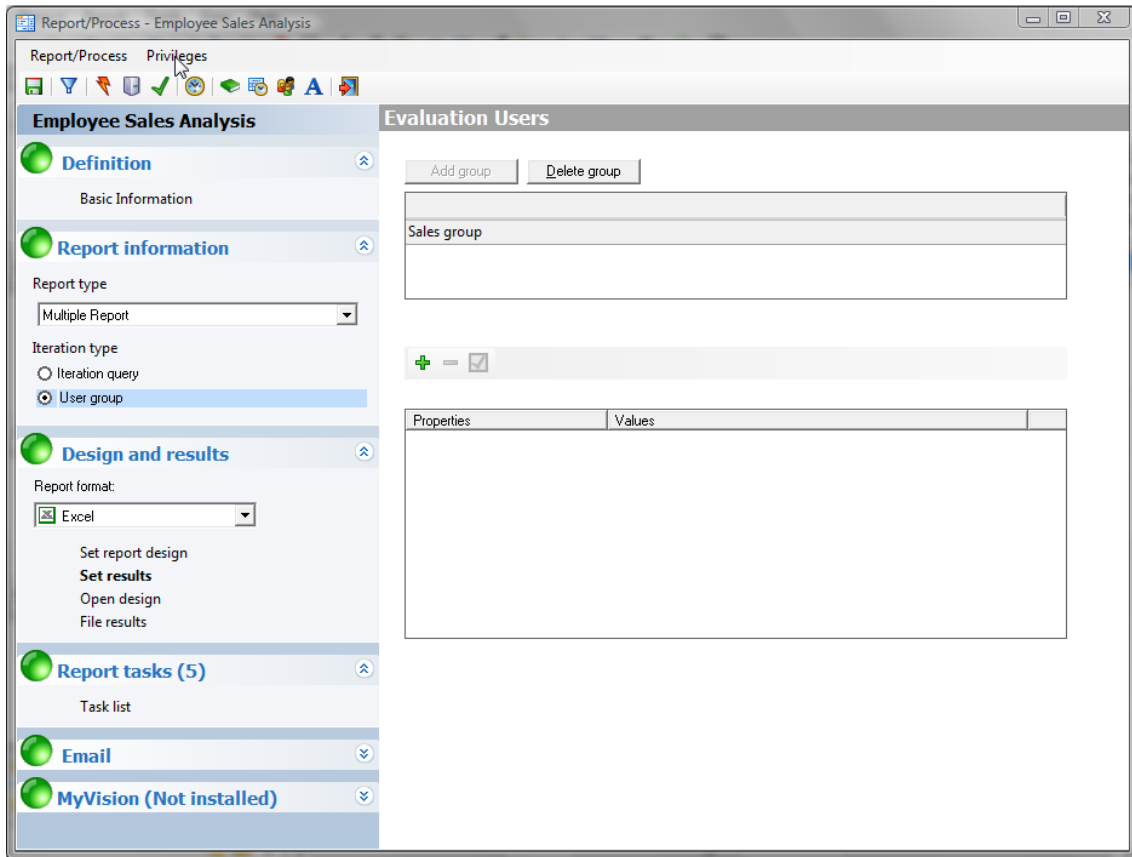 Report/Process - Employee Sales Analysis
Report/Process Privileges
A
Employee Sales Analysis
Definition
Basic Information
Report information
Report type
Multiple Report
Iteration type
Iteration query
User group
Design and results
Report format:
Excel
Set report design
Set results
Open design
File results
Report tasks (5)
Task list
Email
MyVision (Not installed)
Evaluation Users
Add group Delete group
Sales group
Properties Values